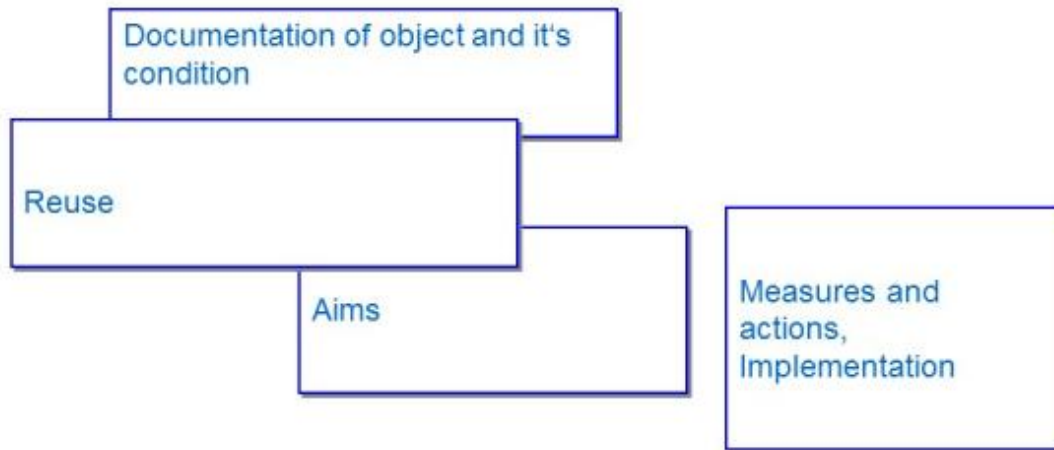 Documentation of object and it‘s
condition
Reuse
Aims
Measures and
actions,
Implementation